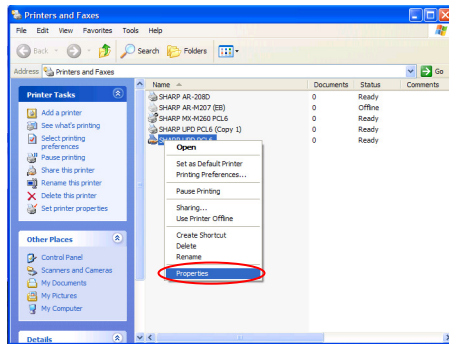 Printers and Faxes
File Edit View Favorites Tools Help
Back Search Folders
Address Printers and Faxes Go
Name Documents Status Comments
Printer Tasks
Add a printer
See what's printing
Select printing
preferences
Pause printing
Share this printer
Rename this printer
Delete this printer
Set printer properties
Other Places
Control Panel
Scanners and Cameras
My Documents
My Pictures
My Computer
Details
SHARP AR-208D 0 Ready
SHARP AR-M207 (EB) 0 Offline
SHARP MX-M260 PCL6 0 Ready
SHARP UPD PCL6 (Copy 1) 0 Ready
SHARP UPD PCL6 0 Ready
Open
Set as Default Printer
Printing Preferences...
Pause Printing
Sharing...
Use Printer Offline
Create Shortcut
Delete
Rename
Properties